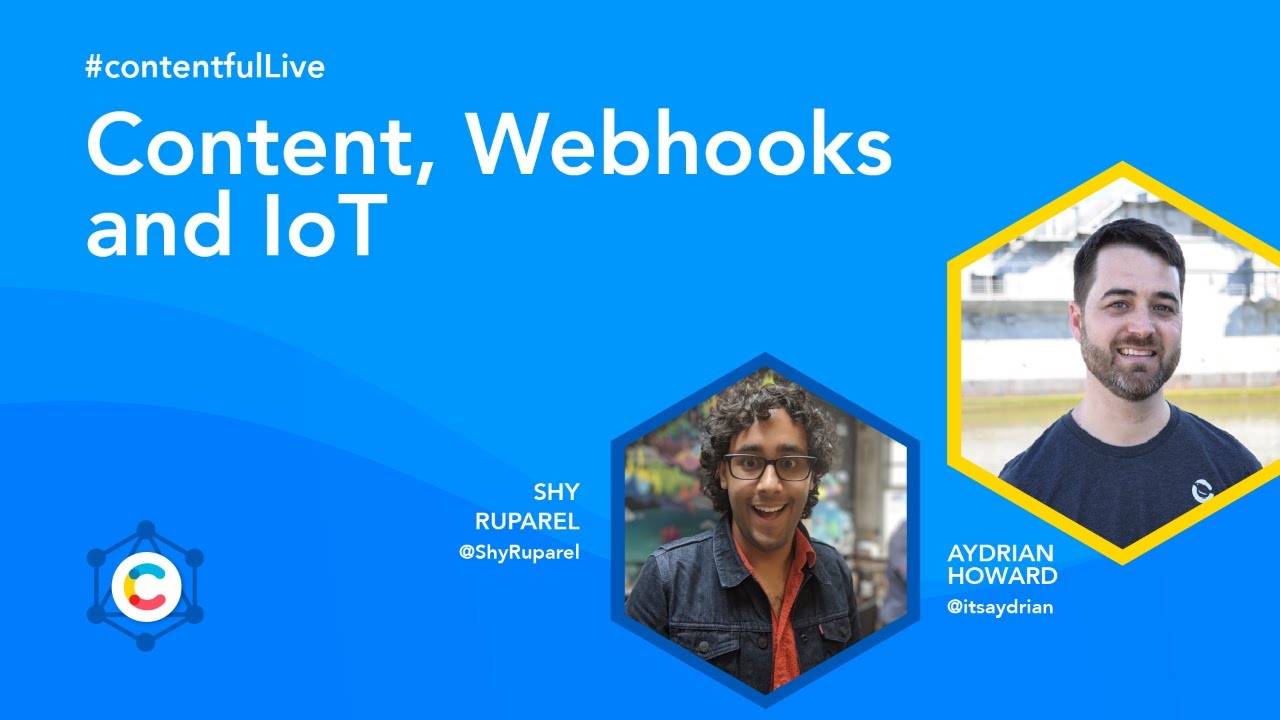 #contentfulLive
Content, Webhooks
and IoT
SHY
RUPAREL
@ShyRuparel
AYDRIAN
HOWARD
@itsaydrian